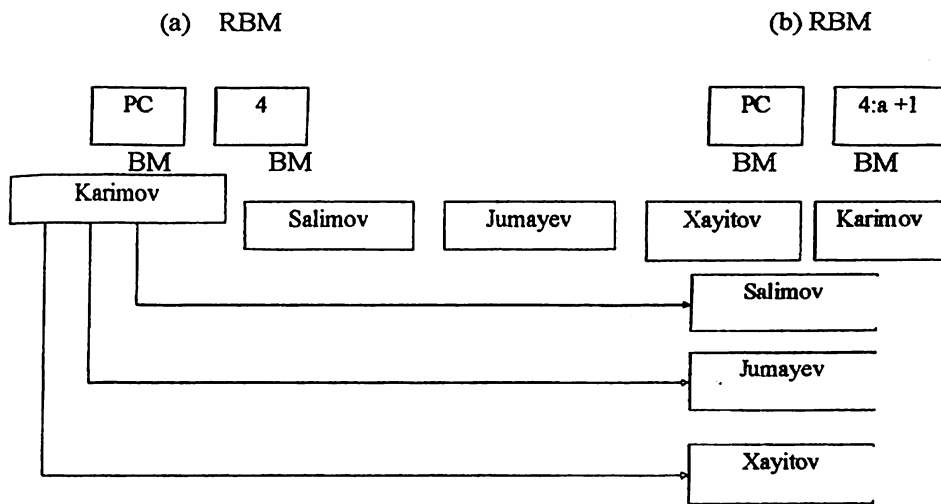 (a) RBM (b) RBM
PC 4 PC 4:a +1
BM BM BM BM
Karimov
Salimov Jumayev Xayitov Karimov
Salimov
Jumayev
Xayitov